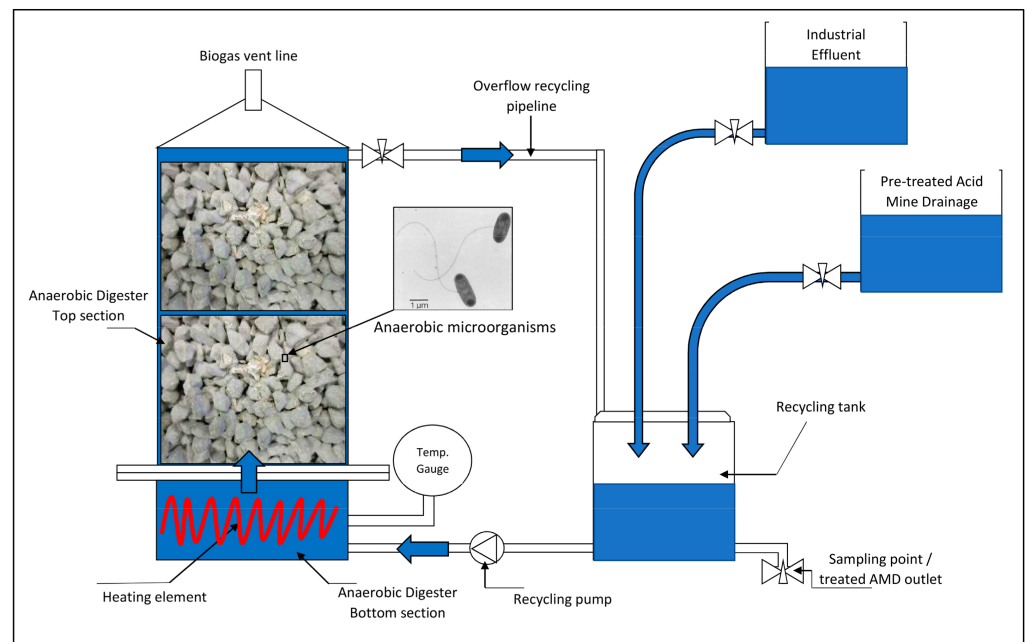 Industrial
Effluent
Biogas vent line
Overflow recycling
pipeline
Pre-treated Acid
Mine Drainage
1 µm
Anaerobic Digester
Top section
Anaerobic microorganisms
Recycling tank
Temp.
Gauge
Sampling point /
treated AMD outlet
Heating element
Anaerobic Digester
Bottom section
Recycling pump